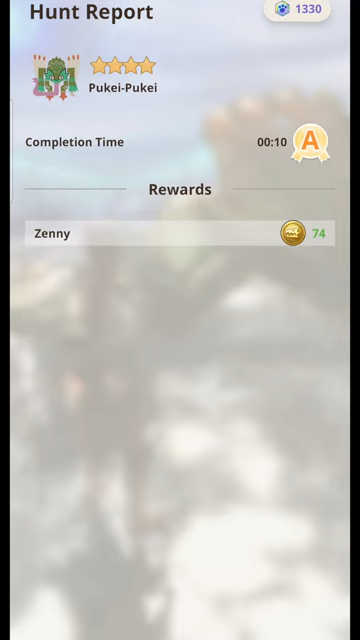 Hunt Report
1330
Pukei-Pukei
Completion Time 00:10 A
Rewards
Zenny 74